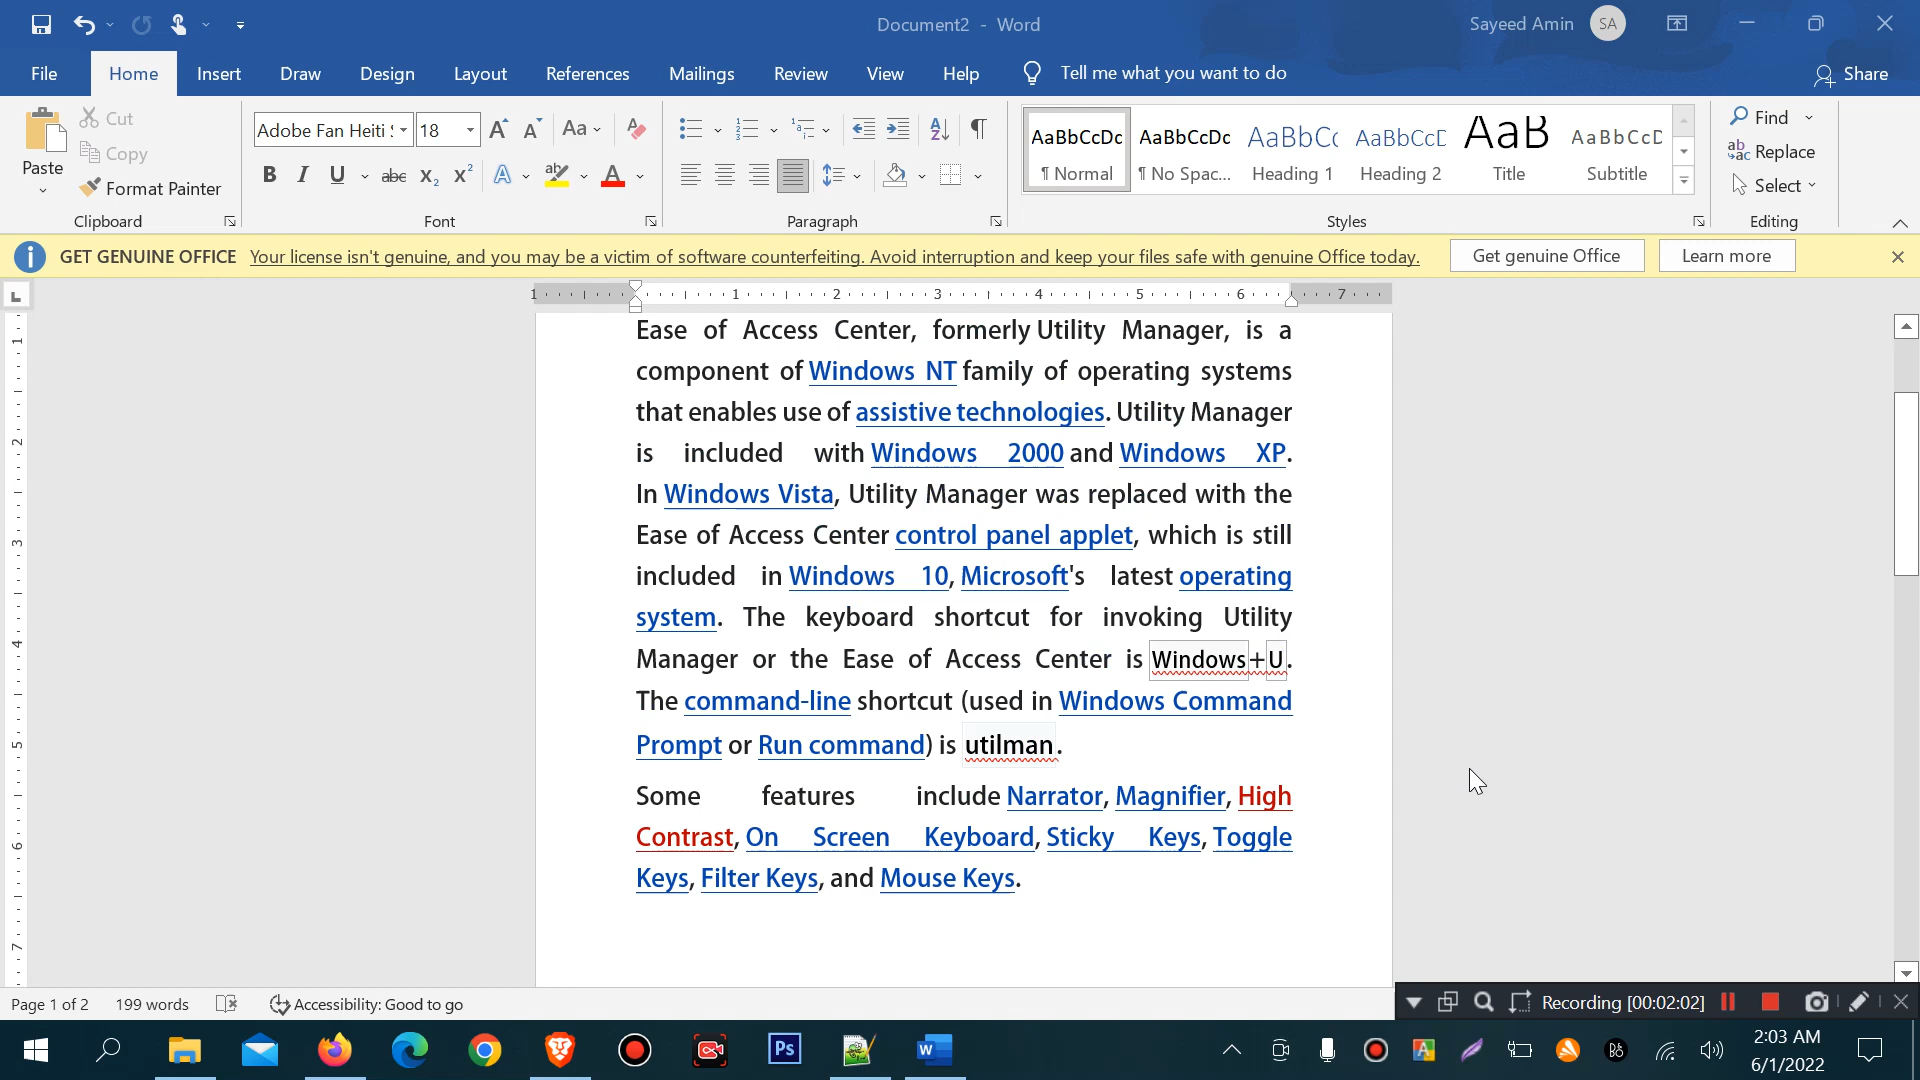 Document2 - Word
Sayeed Amin SA
File Home Insert Draw Design Layout References Mailings Review View Help Tell me what you want to do Share
Paste Cut
Copy
Format Painter
Clipboard
Adobe Fan Heiti 18
Font
Paragraph
AaBbCcDc AaBbCcDc AaBbCc AaBbCcC AaB AaBbCcD
¶ Normal ¶ No Spac... Heading 1 Heading 2 Title Subtitle
Styles
Find
Replace
Select
Editing
GET GENUINE OFFICE Your license isn't genuine, and you may be a victim of software counterfeiting. Avoid interruption and keep your files safe with genuine Office today. Get genuine Office Learn more
1 1 2 3 4 5 6 7
Ease of Access Center, formerly Utility Manager, is a
component of Windows NT family of operating systems
that enables use of assistive technologies. Utility Manager
is included with Windows 2000 and Windows XP.
In Windows Vista, Utility Manager was replaced with the
Ease of Access Center control panel applet, which is still
included in Windows 10, Microsoft's latest operating
system. The keyboard shortcut for invoking Utility
Manager or the Ease of Access Center is Windows+U.
The command-line shortcut (used in Windows Command
Prompt or Run command) is utilman.
Some features include Narrator, Magnifier, High
Contrast, On Screen Keyboard, Sticky Keys, Toggle
Keys, Filter Keys, and Mouse Keys.
Page 1 of 2 199 words Accessibility: Good to go
Recording [00:02:02]
2:03 AM
6/1/2022